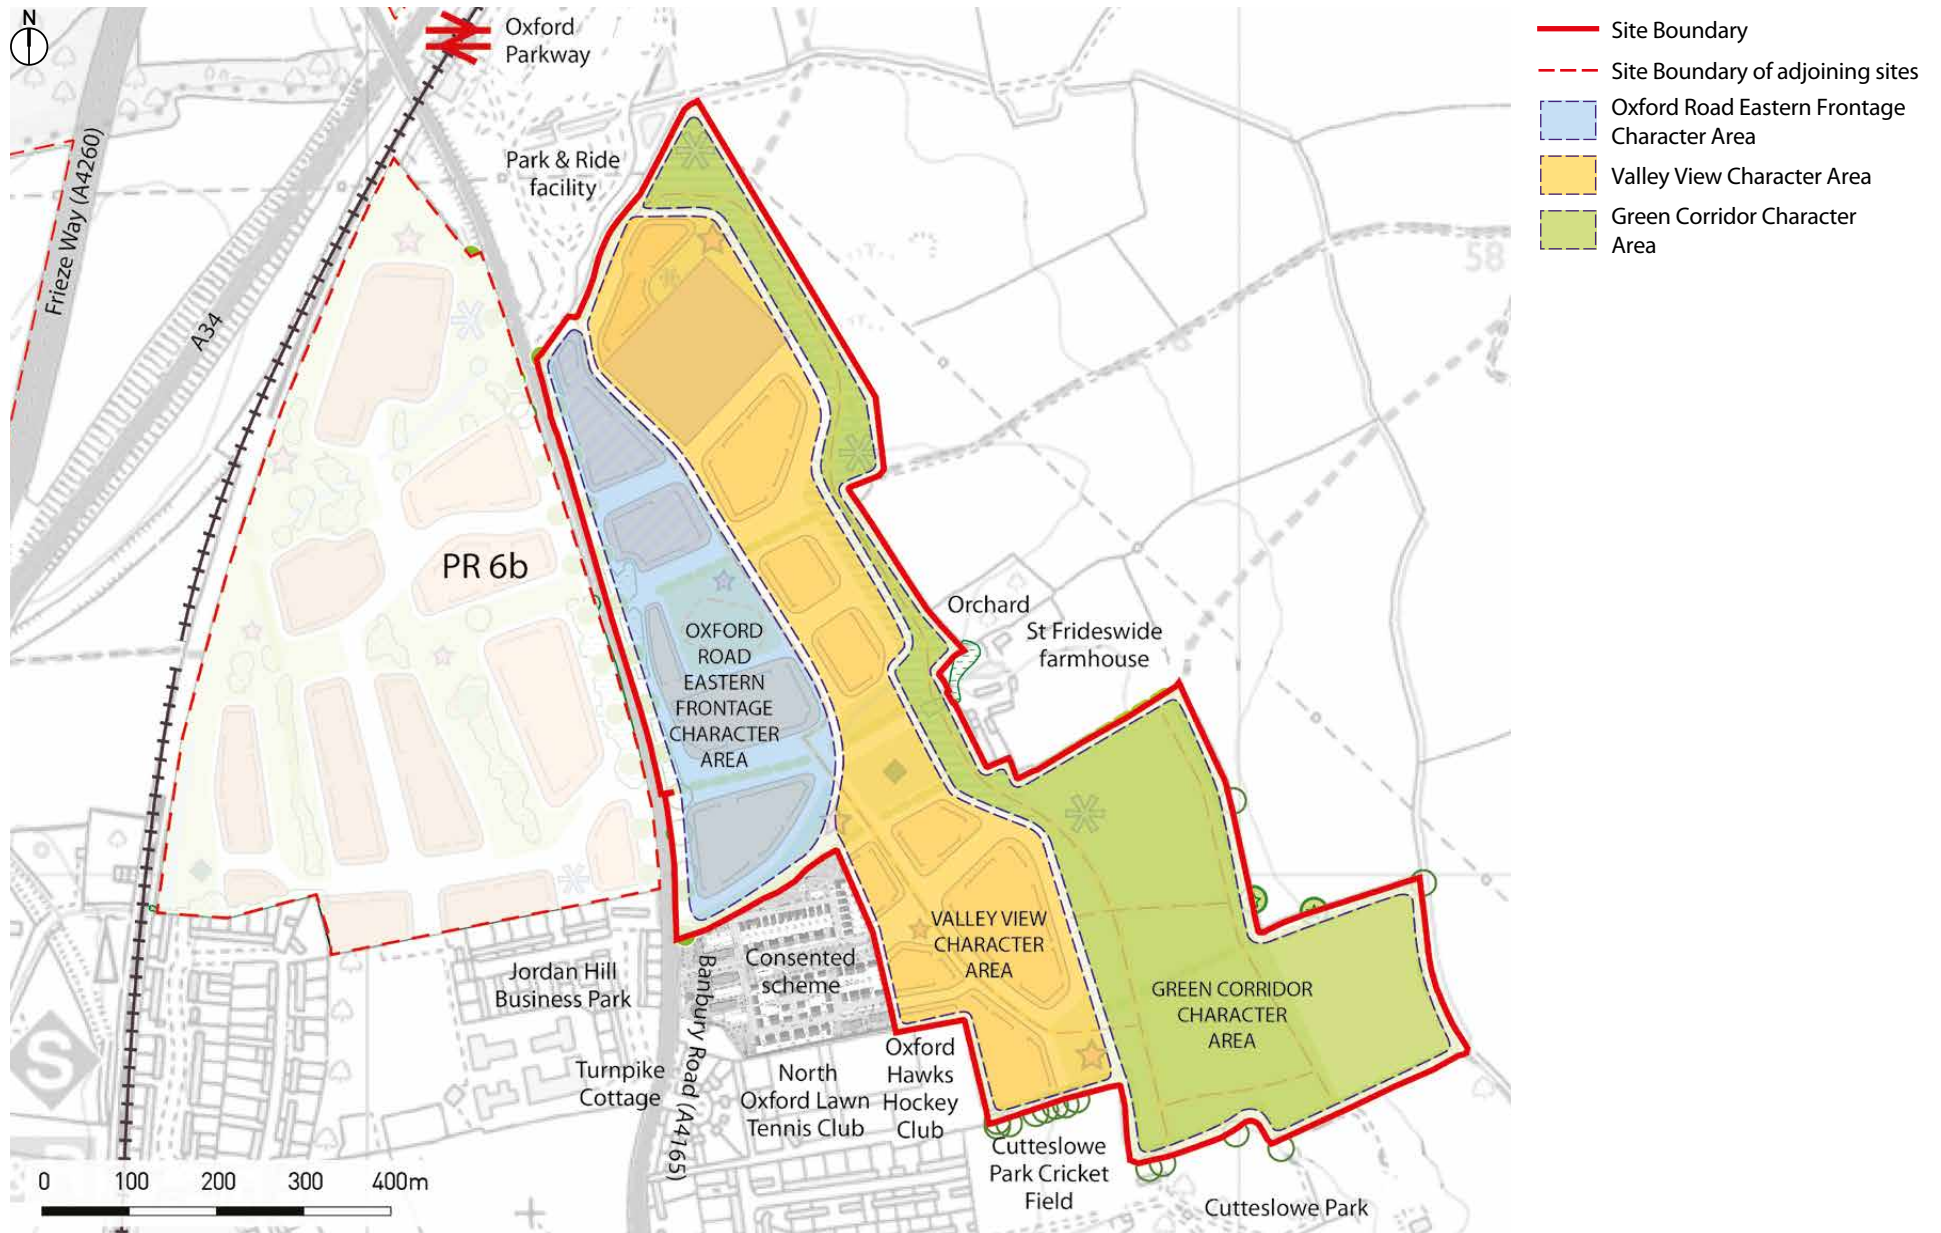 N
Oxford
Parkway
Site Boundary
Site Boundary of adjoining sites
Oxford Road Eastern Frontage
Character Area
Valley View Character Area
Green Corridor Character
Area
Frieze Way (A4260)
A34
Park & Ride
facility
58
PR 6b
Orchard
St Frideswide
farmhouse
OXFORD
ROAD
EASTERN
FRONTAGE
CHARACTER
AREA
VALLEY VIEW
CHARACTER
AREA
GREEN CORRIDOR
CHARACTER
AREA
Jordan Hill
Business Park
Consented
scheme
Banbury Road (A4165)
Turnpike
Cottage
North
Oxford Lawn
Tennis Club
Oxford
Hawks
Hockey
Club
Cutteslowe
Park Cricket
Field
Cutteslowe Park
S
0 100 200 300 400m